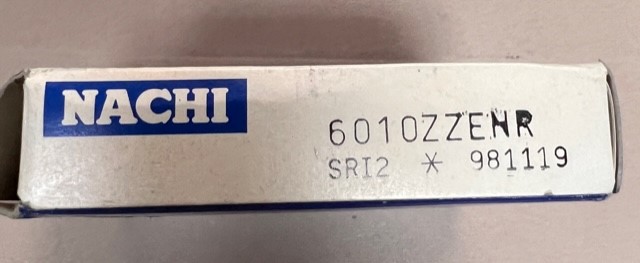 NACHI
6010ZZENR
SRI2 * 981119